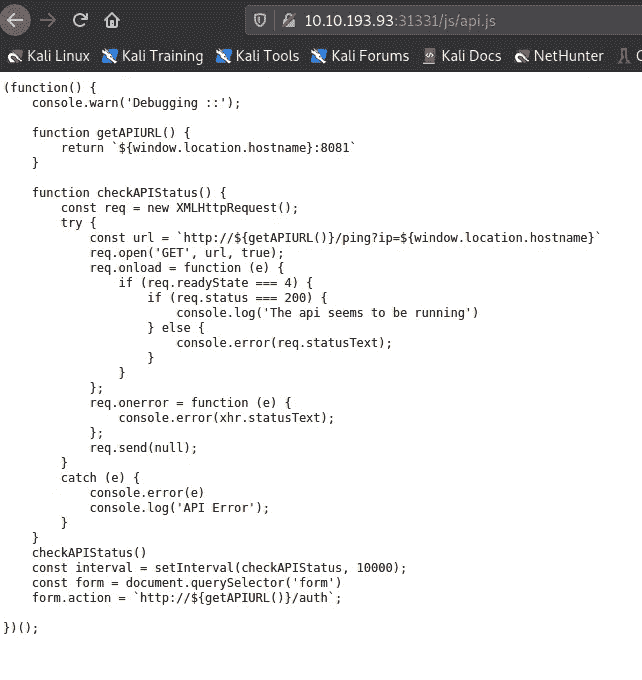 10.10.193.93:31331/js/api.js
Kali Linux Kali Training Kali Tools Kali Forums Kali Docs NetHunter
(function() {
    console.warn('Debugging ::');

    function getAPIURL() {
        return `${window.location.hostname}:8081`
    }

    function checkAPIStatus() {
        const req = new XMLHttpRequest();
        try {
            const url = `http://${getAPIURL()}/ping?ip=${window.location.hostname}`
            req.open('GET', url, true);
            req.onload = function (e) {
                if (req.readyState === 4) {
                    if (req.status === 200) {
                        console.log('The api seems to be running')
                    } else {
                        console.error(req.statusText);
                    }
                }
            };
            req.onerror = function (e) {
                console.error(xhr.statusText);
            };
            req.send(null);
        }
        catch (e) {
            console.error(e)
            console.log('API Error');
        }
    }
    checkAPIStatus()
    const interval = setInterval(checkAPIStatus, 10000);
    const form = document.querySelector('form')
    form.action = `http://${getAPIURL()}/auth`;

})();